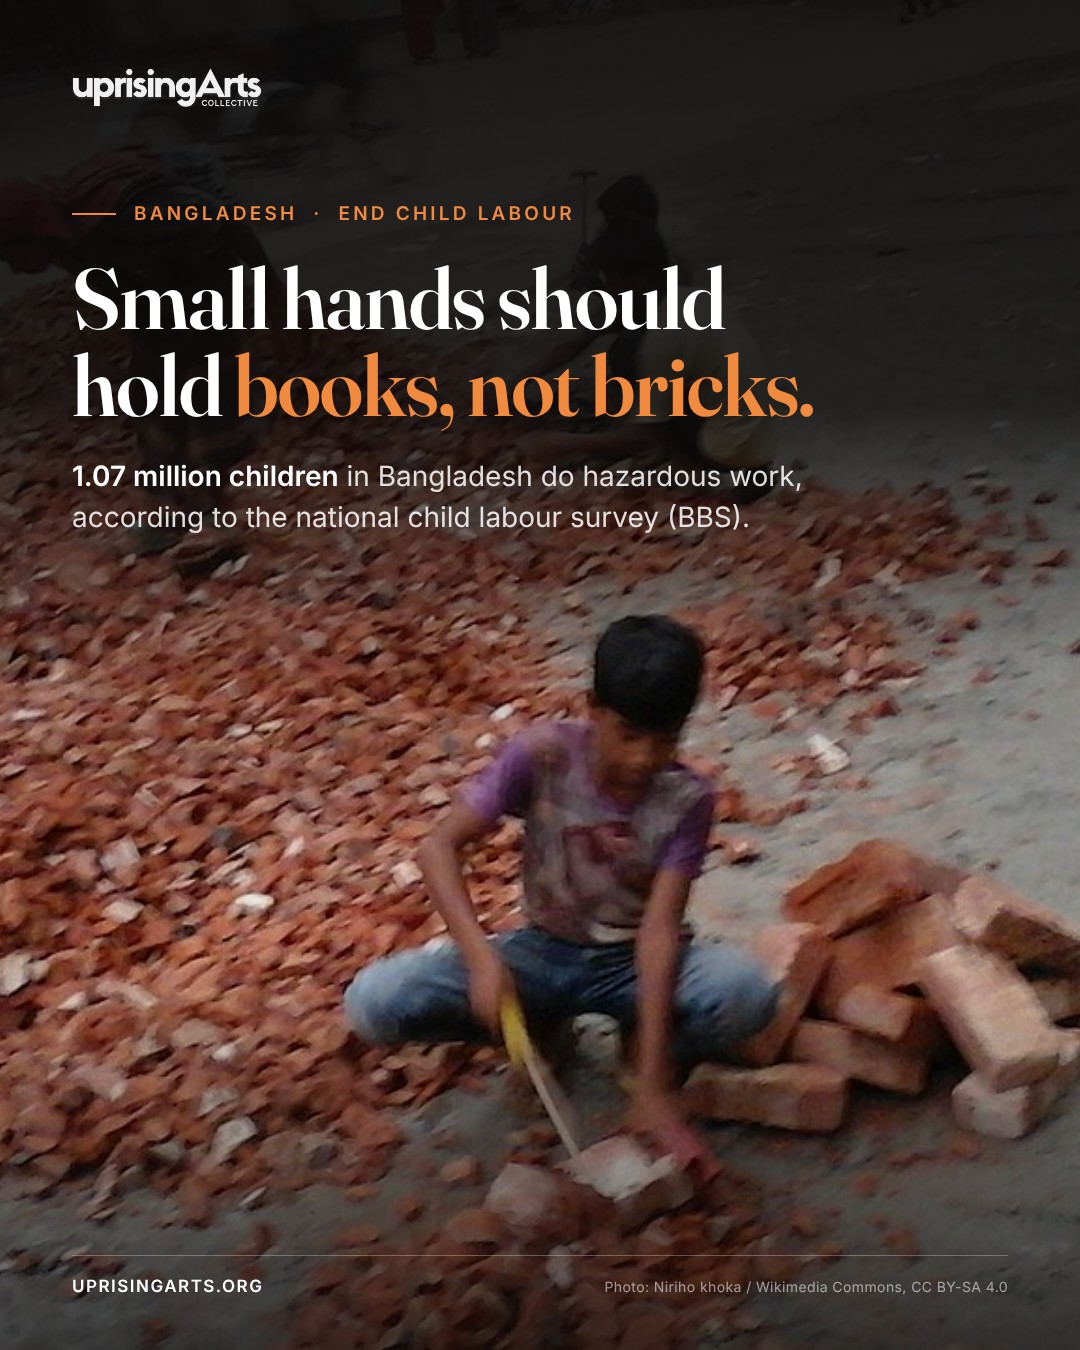 uprisingArts
COLLECTIVE
BANGLADESH · END CHILD LABOUR
Small hands should
hold books, not bricks.
1.07 million children in Bangladesh do hazardous work,
according to the national child labour survey (BBS).
UPRISINGARTS.ORG
Photo: Niriho khoka / Wikimedia Commons, CC BY-SA 4.0